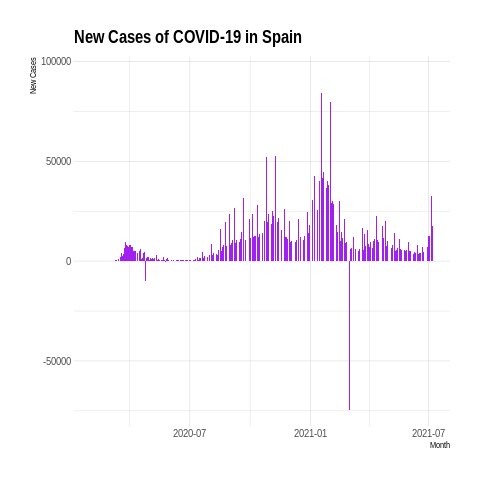 New Cases of COVID-19 in Spain
New Cases
100000
50000
0
-50000
2020-07
2021-01
2021-07
Month